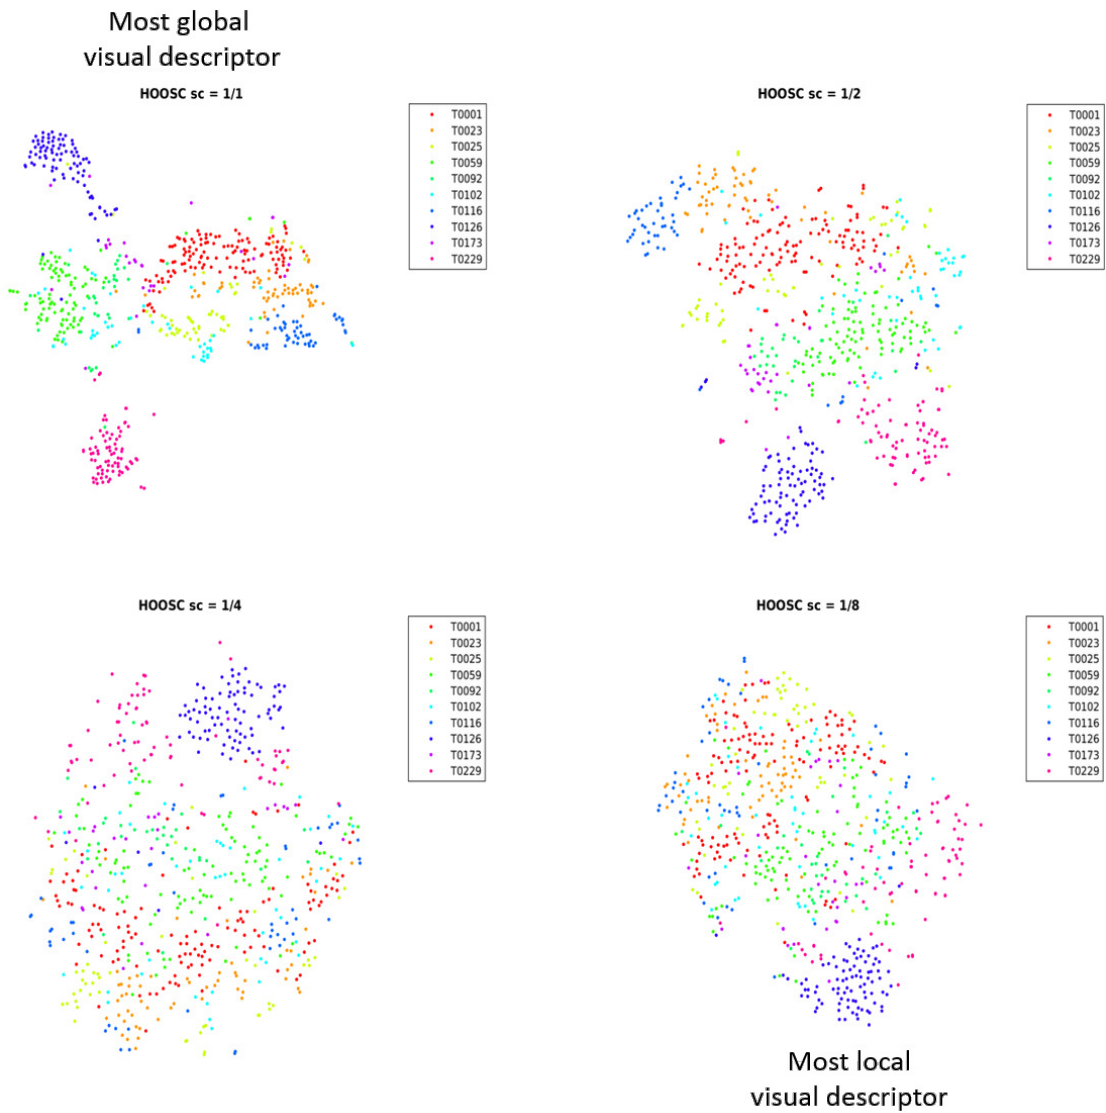 Most global
visual descriptor
HOOSC sc = 1/1
T0001
T0023
T0025
T0059
T0092
T0102
T0116
T0126
T0173
T0229
HOOSC sc = 1/2
T0001
T0023
T0025
T0059
T0092
T0102
T0116
T0126
T0173
T0229
HOOSC sc = 1/4
T0001
T0023
T0025
T0059
T0092
T0102
T0116
T0126
T0173
T0229
HOOSC sc = 1/8
T0001
T0023
T0025
T0059
T0092
T0102
T0116
T0126
T0173
T0229
Most local
visual descriptor